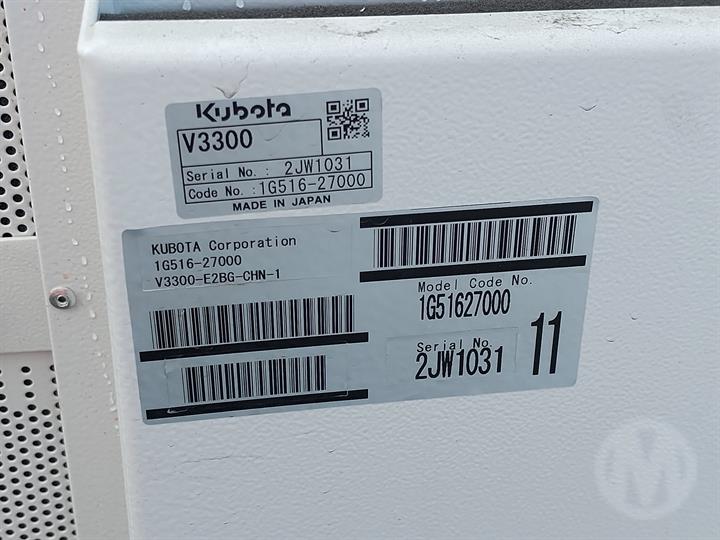 Kubota
V3300
Serial No. : 2JW1031
Code No. : 1G516-27000
MADE IN JAPAN
KUBOTA Corporation
1G516-27000
V3300-E2BG-CHN-1
Model Code No.
1G51627000
Serial No.
2JW1031
11
M